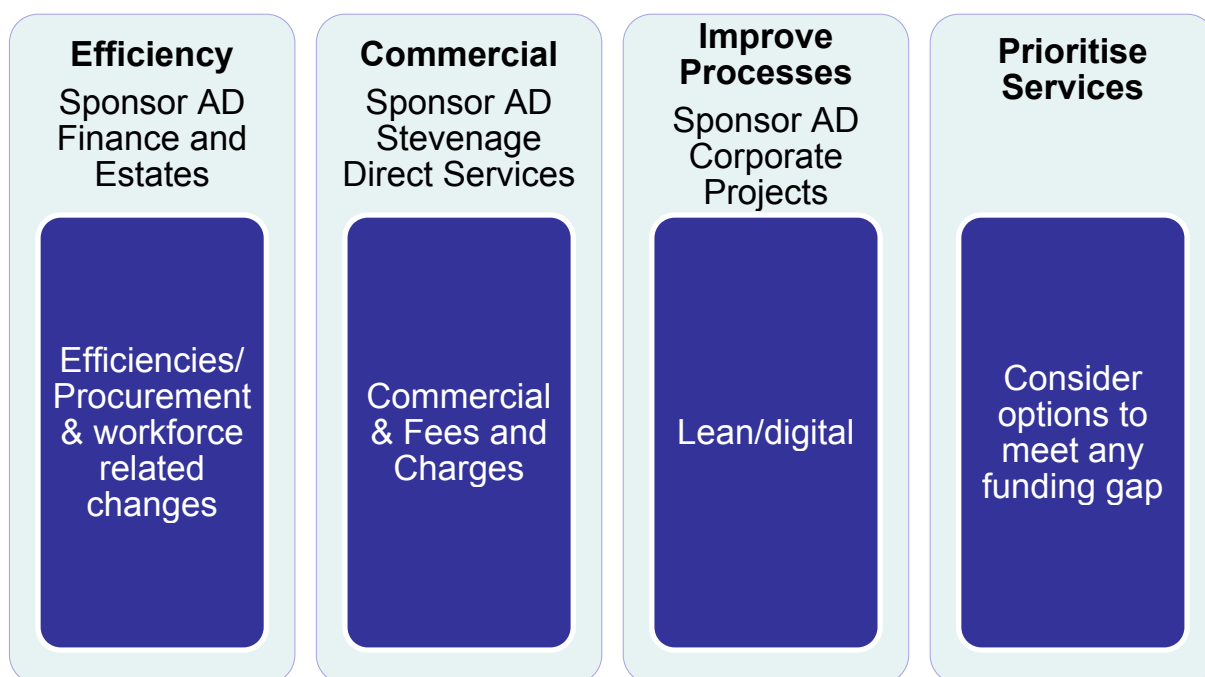 Efficiency
Sponsor AD
Finance and
Estates
Efficiencies/
Procurement
& workforce
related
changes
Commercial
Sponsor AD
Stevenage
Direct Services
Commercial
& Fees and
Charges
Improve
Processes
Sponsor AD
Corporate
Projects
Lean/digital
Prioritise
Services
Consider
options to
meet any
funding gap